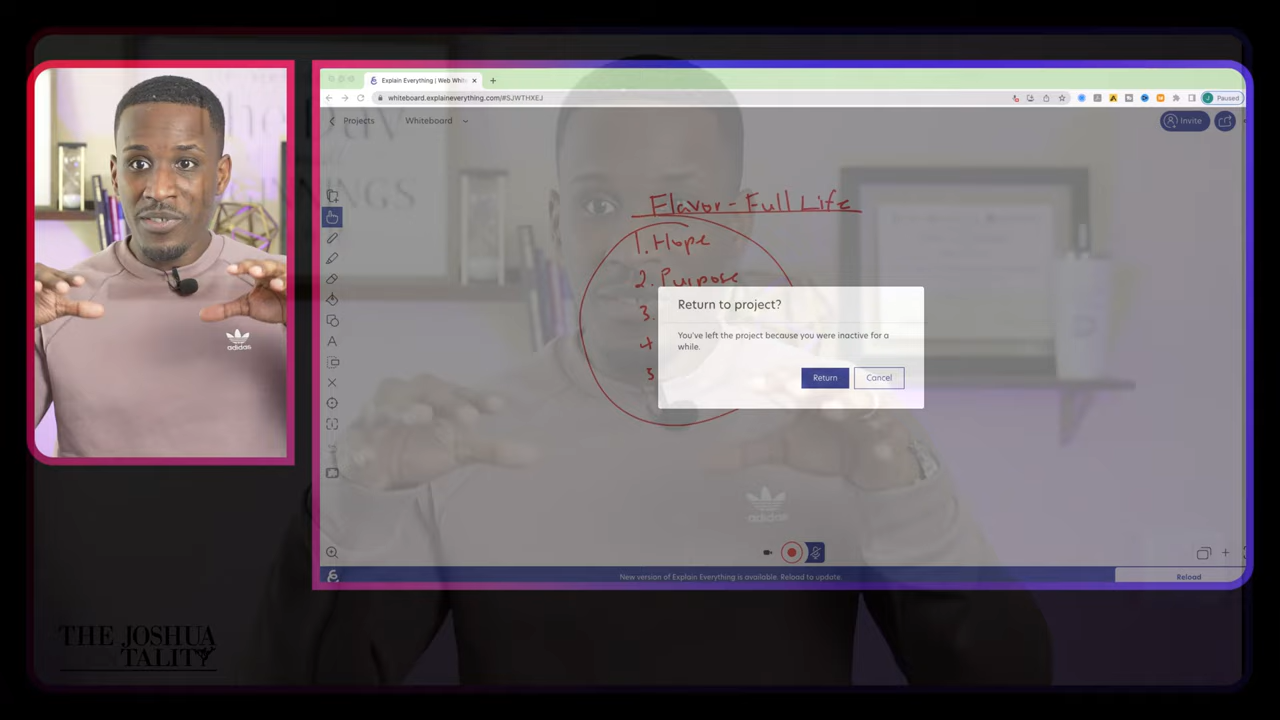 Explain Everything | Web Whit
whiteboard.explaineverything.com/#SJWTHXEJ
Paused
Projects
Whiteboard
Invite
Flavor - Full Life
1. Hope
2. Purpose
3.
4
5
Return to project?
You've left the project because you were inactive for a
while.
Return
Cancel
adidas
adidas
New version of Explain Everything is available. Reload to update.
Reload
THE JOSHUA
TALITY